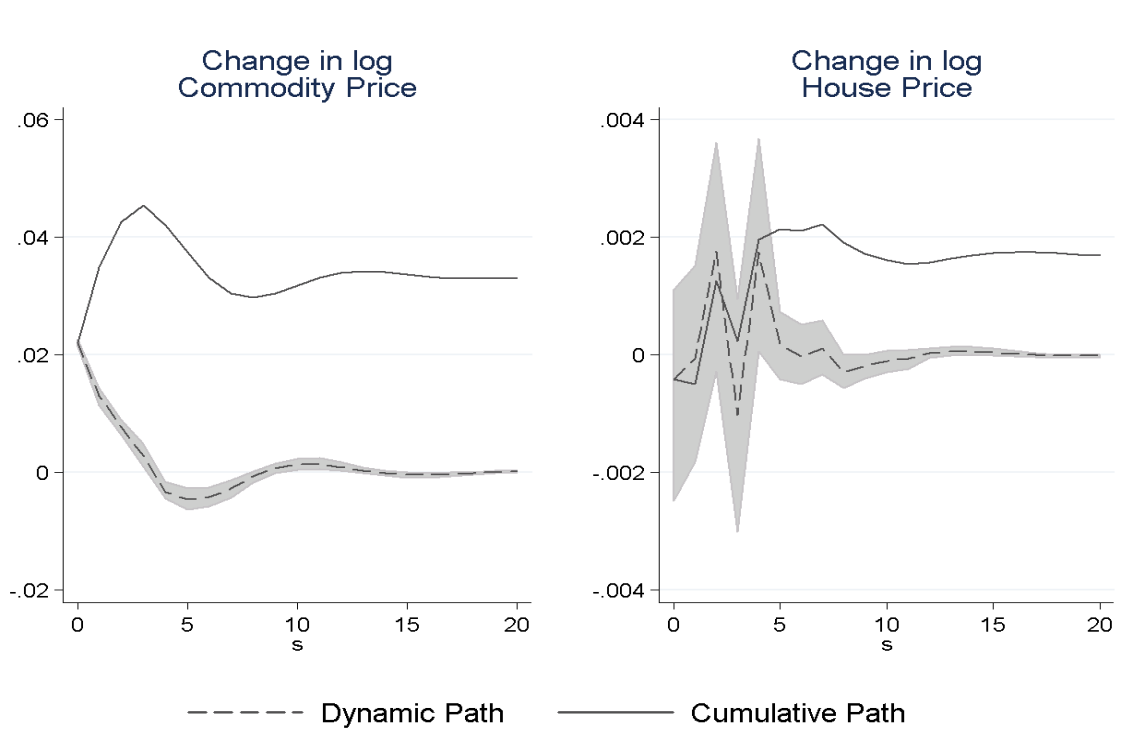 Change in log
Commodity Price
.06
.04
.02
0
-.02
0 5 10 15 20
s
Change in log
House Price
.004
.002
0
-.002
-.004
0 5 10 15 20
s
Dynamic Path Cumulative Path